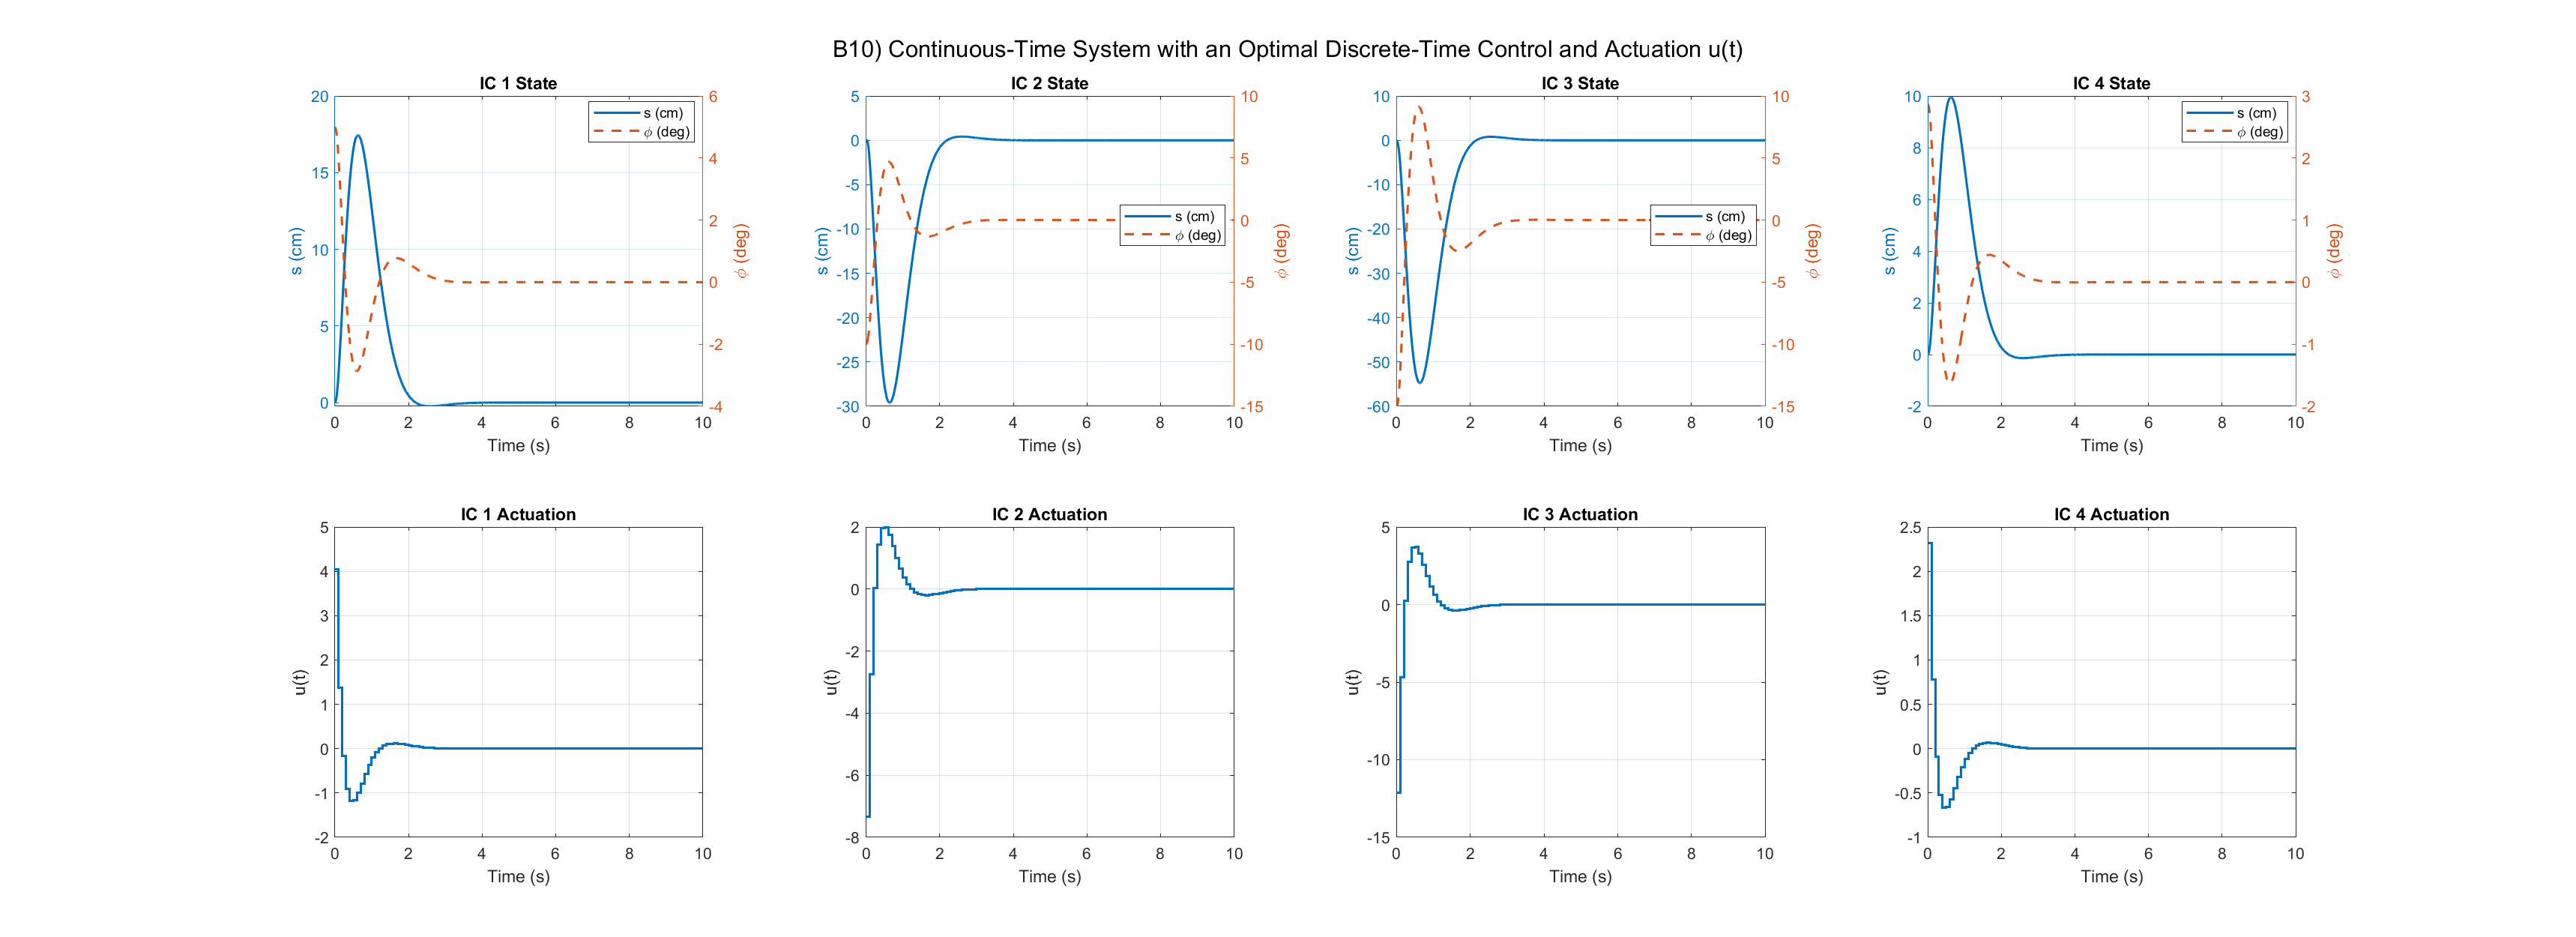 B10) Continuous-Time System with an Optimal Discrete-Time Control and Actuation u(t)
IC 1 State
20
15
10
5
0
s (cm)
s (cm)
ϕ (deg)
6
4
2
0
-2
-4
ϕ (deg)
0 2 4 6 8 10
Time (s)
IC 2 State
5
0
-5
-10
-15
-20
-25
-30
s (cm)
s (cm)
ϕ (deg)
10
5
0
-5
-10
-15
ϕ (deg)
0 2 4 6 8 10
Time (s)
IC 3 State
10
0
-10
-20
-30
-40
-50
-60
s (cm)
s (cm)
ϕ (deg)
10
5
0
-5
-10
-15
ϕ (deg)
0 2 4 6 8 10
Time (s)
IC 4 State
10
8
6
4
2
0
-2
s (cm)
s (cm)
ϕ (deg)
3
2
1
0
-1
-2
ϕ (deg)
0 2 4 6 8 10
Time (s)
IC 1 Actuation
5
4
3
2
1
0
-1
-2
u(t)
0 2 4 6 8 10
Time (s)
IC 2 Actuation
2
0
-2
-4
-6
-8
u(t)
0 2 4 6 8 10
Time (s)
IC 3 Actuation
5
0
-5
-10
-15
u(t)
0 2 4 6 8 10
Time (s)
IC 4 Actuation
2.5
2
1.5
1
0.5
0
-0.5
-1
u(t)
0 2 4 6 8 10
Time (s)